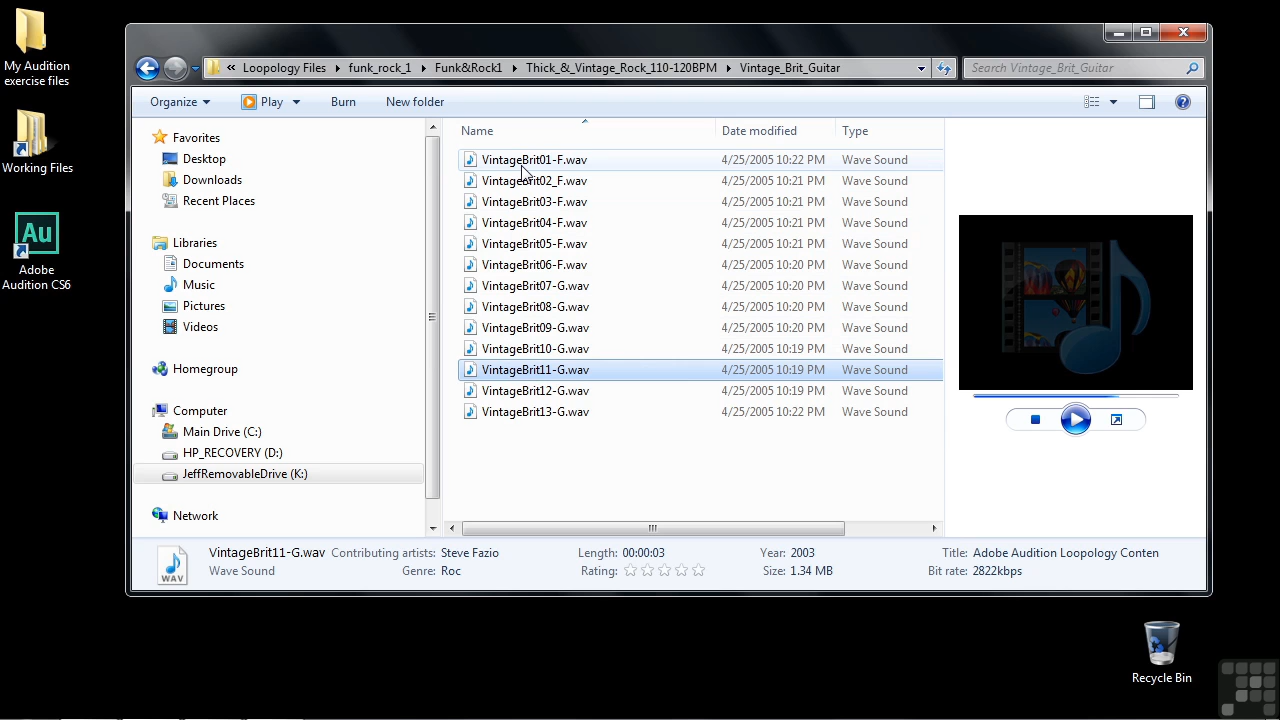 My Audition
exercise files
Working Files
Au
Adobe
Audition CS6
« Loopology Files funk_rock_1 Funk&Rock1 Thick_&_Vintage_Rock_110-120BPM Vintage_Brit_Guitar
Search Vintage_Brit_Guitar
Organize Play Burn New folder
Favorites
Desktop
Downloads
Recent Places
Libraries
Documents
Music
Pictures
Videos
Homegroup
Computer
Main Drive (C:)
HP_RECOVERY (D:)
JeffRemovableDrive (K:)
Network
Name Date modified Type
VintageBrit01-F.wav 4/25/2005 10:22 PM Wave Sound
VintageBrit02_F.wav 4/25/2005 10:21 PM Wave Sound
VintageBrit03-F.wav 4/25/2005 10:21 PM Wave Sound
VintageBrit04-F.wav 4/25/2005 10:21 PM Wave Sound
VintageBrit05-F.wav 4/25/2005 10:21 PM Wave Sound
VintageBrit06-F.wav 4/25/2005 10:20 PM Wave Sound
VintageBrit07-G.wav 4/25/2005 10:20 PM Wave Sound
VintageBrit08-G.wav 4/25/2005 10:20 PM Wave Sound
VintageBrit09-G.wav 4/25/2005 10:20 PM Wave Sound
VintageBrit10-G.wav 4/25/2005 10:19 PM Wave Sound
VintageBrit11-G.wav 4/25/2005 10:19 PM Wave Sound
VintageBrit12-G.wav 4/25/2005 10:19 PM Wave Sound
VintageBrit13-G.wav 4/25/2005 10:22 PM Wave Sound
WAV
VintageBrit11-G.wav Contributing artists: Steve Fazio Length: 00:00:03 Year: 2003 Title: Adobe Audition Loopology Conten
Wave Sound Genre: Roc Rating: Size: 1.34 MB Bit rate: 2822kbps
Recycle Bin